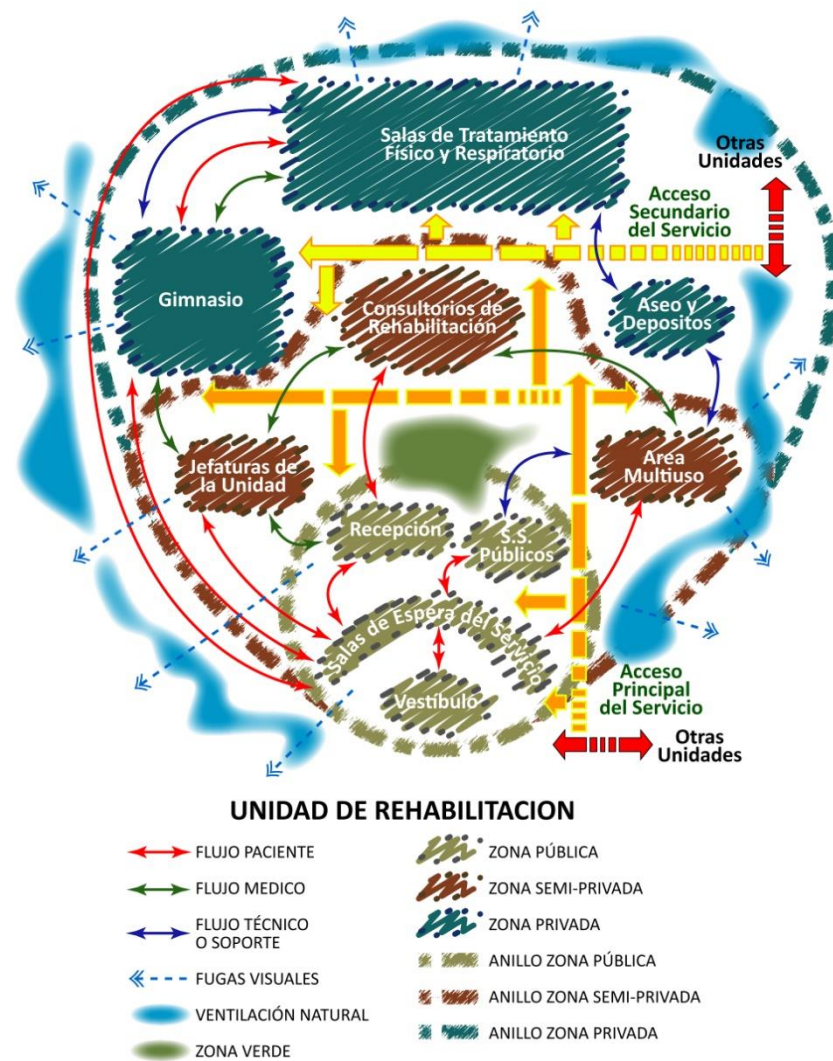 Salas de Tratamiento
Físico y Respiratorio
Otras
Unidades
Acceso
Secundario
del Servicio
Gimnasio
Consultorios de
Rehabilitación
Aseo y
Depositos
Jefaturas de
la Unidad
Area
Multiuso
Recepción
S.S.
Públicos
Salas de Espera del Servicio
Vestíbulo
Acceso
Principal
del Servicio
Otras
Unidades
UNIDAD DE REHABILITACION
FLUJO PACIENTE
FLUJO MEDICO
FLUJO TÉCNICO
O SOPORTE
FUGAS VISUALES
VENTILACIÓN NATURAL
ZONA VERDE
ZONA PÚBLICA
ZONA SEMI-PRIVADA
ZONA PRIVADA
ANILLO ZONA PÚBLICA
ANILLO ZONA SEMI-PRIVADA
ANILLO ZONA PRIVADA